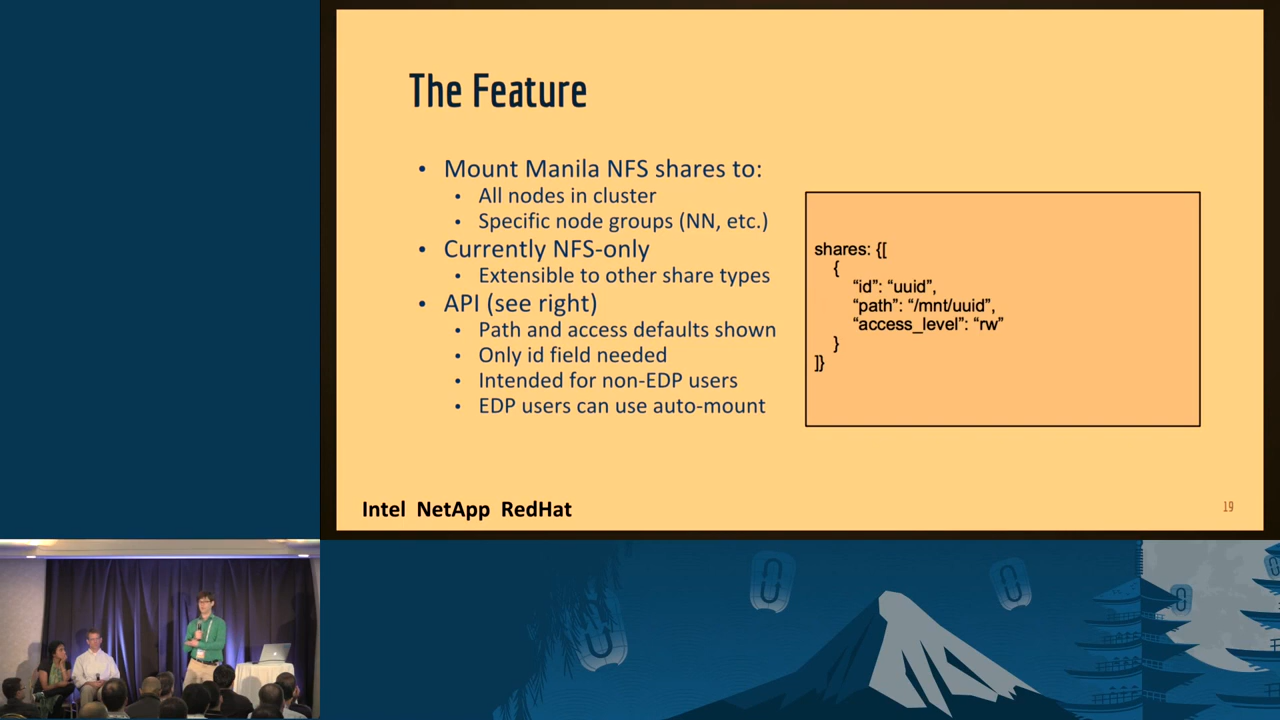 The Feature
• Mount Manila NFS shares to:
• All nodes in cluster
• Specific node groups (NN, etc.)
• Currently NFS-only
• Extensible to other share types
• API (see right)
• Path and access defaults shown
• Only id field needed
• Intended for non-EDP users
• EDP users can use auto-mount
shares: {[
{
“id”: “uuid”,
“path”: “/mnt/uuid”,
“access_level”: “rw”
}
]}
Intel NetApp RedHat
19